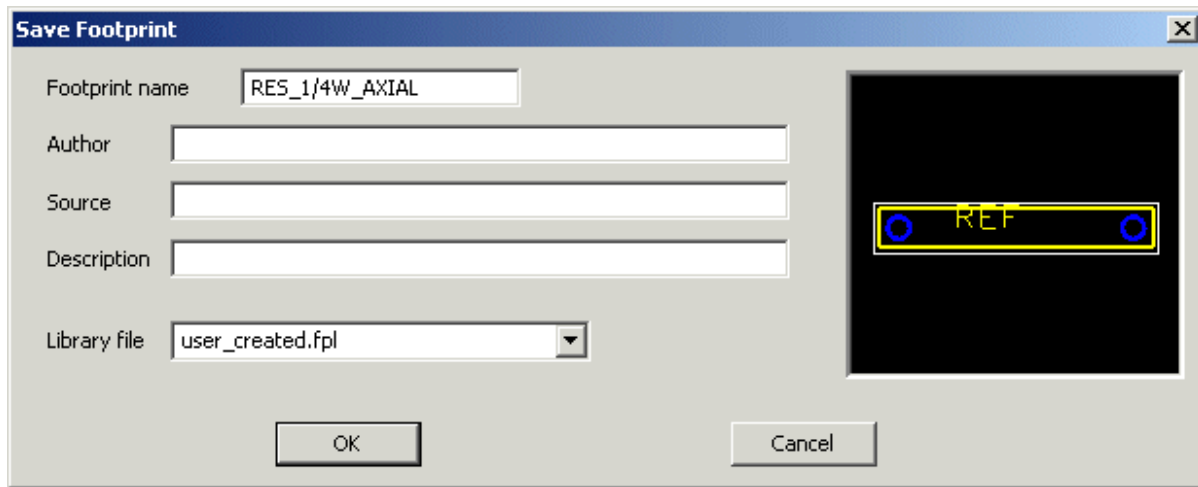 Save Footprint
Footprint name RES_1/4W_AXIAL
Author
Source
REF
Description
Library file user_created.fpl
OK Cancel